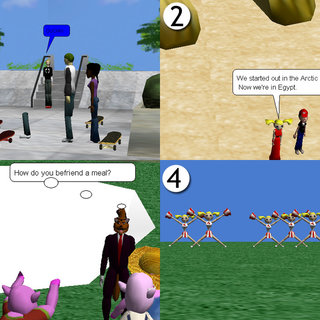 2
We started out in the Arctic
Now we're in Egypt.
How do you befriend a meal?
4